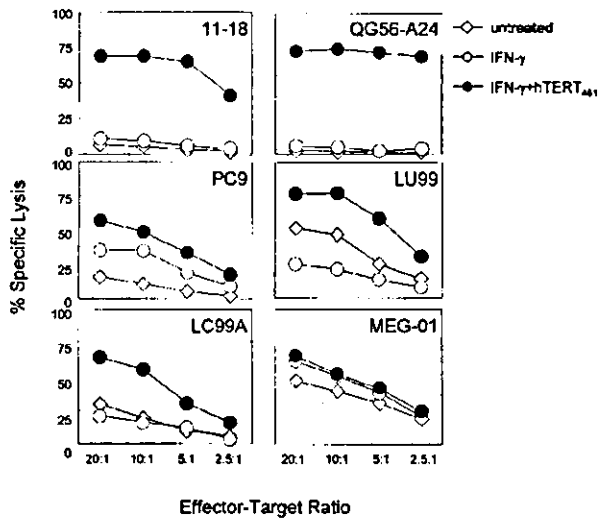 % Specific Lysis
100
75
50
25
0
11-18
QG56-A24
100
75
50
25
0
PC9
LU99
100
75
50
25
0
LC99A
MEG-01
20:1 10:1 5:1 2.5:1
20:1 10:1 5:1 2.5:1
Effector-Target Ratio
untreated
IFN-γ
IFN-γ+hTERT461